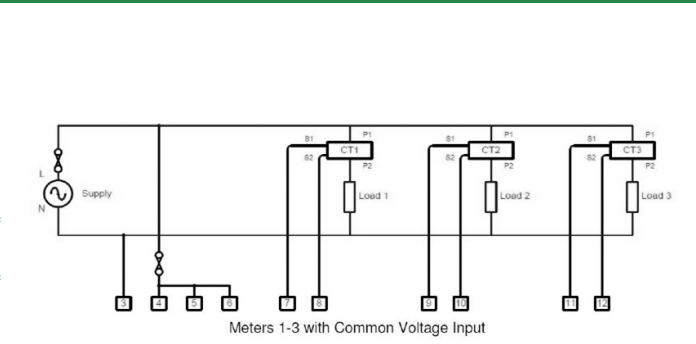 S1 P1 S1 P1 S1 P1
CT1 CT2 CT3
S2 P2 S2 P2 S2 P2
L
Supply
Load 1 Load 2 Load 3
N
3 4 5 6 7 8 9 10 11 12
Meters 1-3 with Common Voltage Input